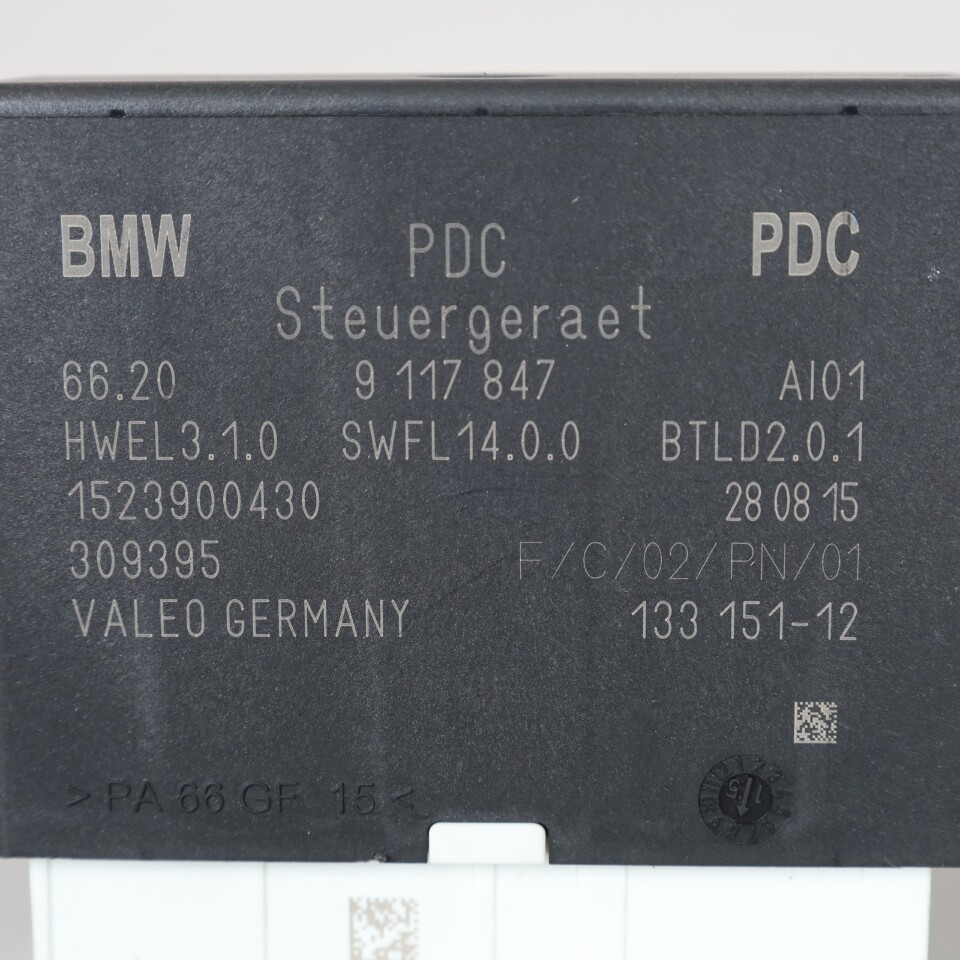 BMW PDC PDC
Steuergeraet
66.20 9 117 847 AI01
HWEL3.1.0 SWFL14.0.0 BTLD2.0.1
1523900430 28 08 15
309395 F/C/02/PN/01
VALEO GERMANY 133 151-12
>PA 66 GF 15<